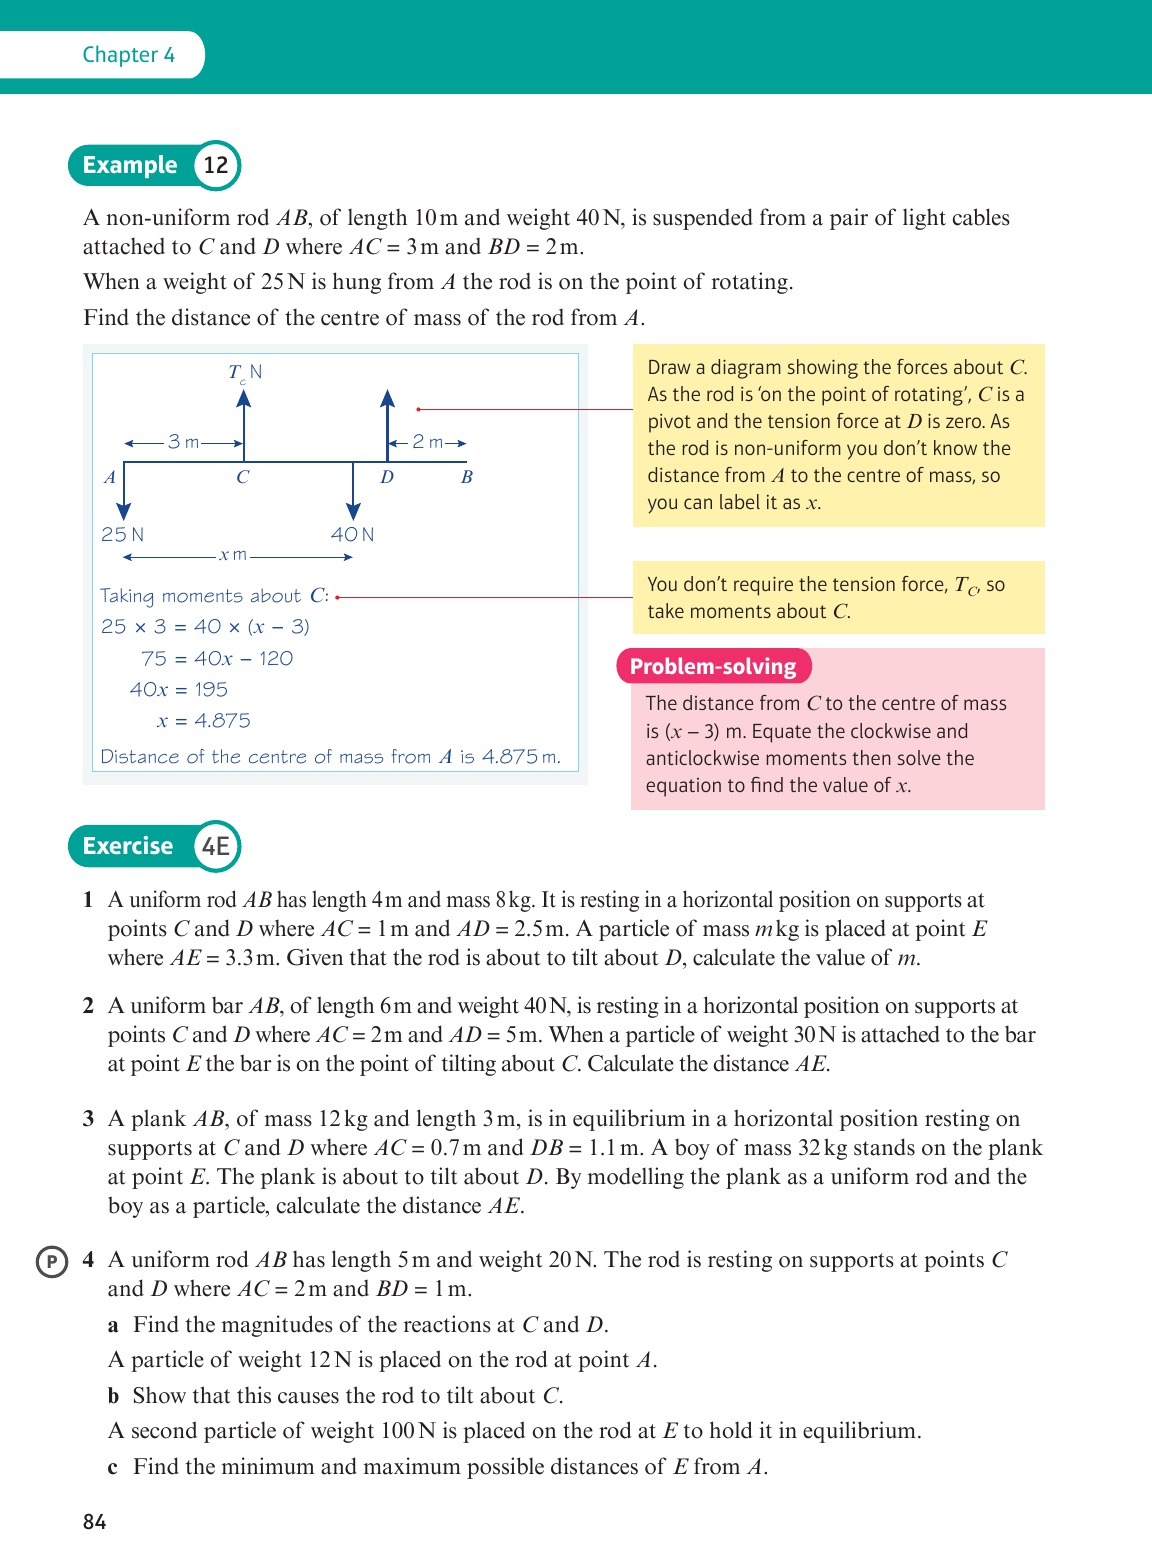 Chapter 4
Example 12
A non-uniform rod AB, of length 10 m and weight 40 N, is suspended from a pair of light cables
attached to C and D where AC = 3 m and BD = 2 m.
When a weight of 25 N is hung from A the rod is on the point of rotating.
Find the distance of the centre of mass of the rod from A.
T_C N
3 m
2 m
A
C
D
B
25 N
40 N
x m
Taking moments about C:
25 × 3 = 40 × (x − 3)
75 = 40x − 120
40x = 195
x = 4.875
Distance of the centre of mass from A is 4.875 m.
Draw a diagram showing the forces about C.
As the rod is ‘on the point of rotating’, C is a
pivot and the tension force at D is zero. As
the rod is non-uniform you don’t know the
distance from A to the centre of mass, so
you can label it as x.
You don’t require the tension force, T_C, so
take moments about C.
Problem-solving
The distance from C to the centre of mass
is (x − 3) m. Equate the clockwise and
anticlockwise moments then solve the
equation to find the value of x.
Exercise 4E
1 A uniform rod AB has length 4 m and mass 8 kg. It is resting in a horizontal position on supports at
points C and D where AC = 1 m and AD = 2.5 m. A particle of mass m kg is placed at point E
where AE = 3.3 m. Given that the rod is about to tilt about D, calculate the value of m.
2 A uniform bar AB, of length 6 m and weight 40 N, is resting in a horizontal position on supports at
points C and D where AC = 2 m and AD = 5 m. When a particle of weight 30 N is attached to the bar
at point E the bar is on the point of tilting about C. Calculate the distance AE.
3 A plank AB, of mass 12 kg and length 3 m, is in equilibrium in a horizontal position resting on
supports at C and D where AC = 0.7 m and DB = 1.1 m. A boy of mass 32 kg stands on the plank
at point E. The plank is about to tilt about D. By modelling the plank as a uniform rod and the
boy as a particle, calculate the distance AE.
P 4 A uniform rod AB has length 5 m and weight 20 N. The rod is resting on supports at points C
and D where AC = 2 m and BD = 1 m.
a Find the magnitudes of the reactions at C and D.
A particle of weight 12 N is placed on the rod at point A.
b Show that this causes the rod to tilt about C.
A second particle of weight 100 N is placed on the rod at E to hold it in equilibrium.
c Find the minimum and maximum possible distances of E from A.
84